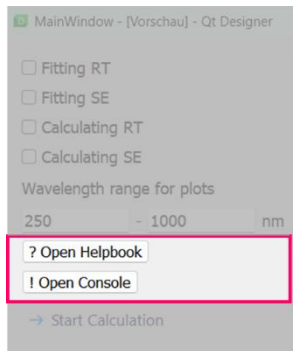 MainWindow - [Vorschau] - Qt Designer
Fitting RT
Fitting SE
Calculating RT
Calculating SE
Wavelength range for plots
250 - 1000 nm
? Open Helpbook
! Open Console
→ Start Calculation